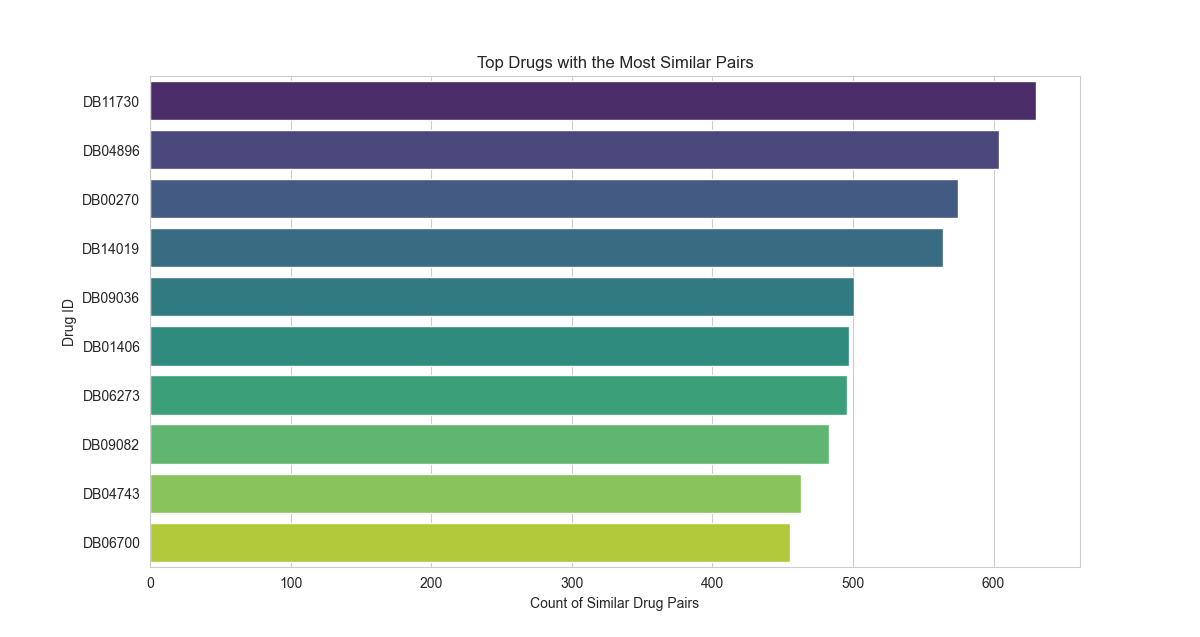 Top Drugs with the Most Similar Pairs
Drug ID
DB11730
DB04896
DB00270
DB14019
DB09036
DB01406
DB06273
DB09082
DB04743
DB06700
0 100 200 300 400 500 600
Count of Similar Drug Pairs